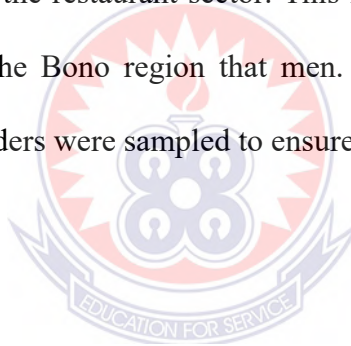 the restaurant sector. This
he Bono region that men.
ders were sampled to ensure
EDUCATION FOR SERVICE